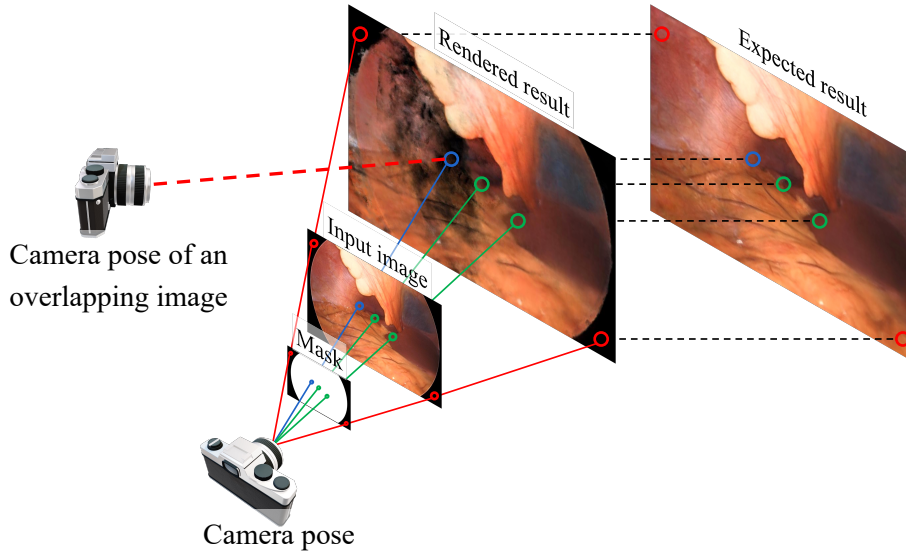 Rendered result
Expected result
Camera pose of an
overlapping image
Input image
Mask
Camera pose